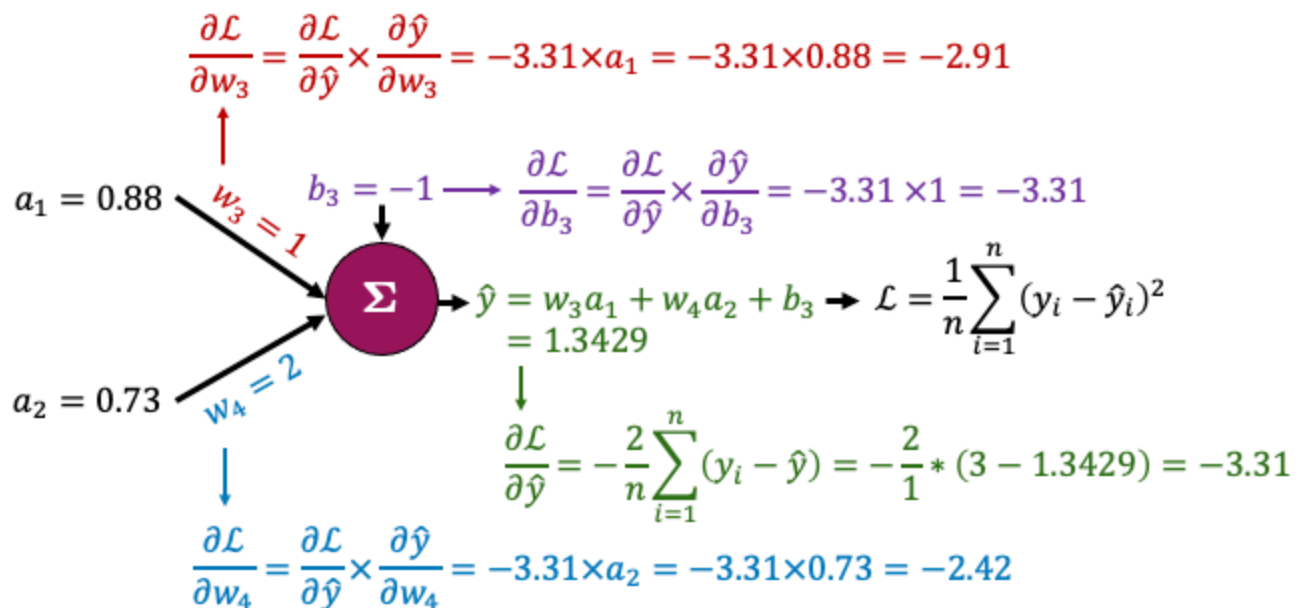 ∂ℒ/∂w₃ = ∂ℒ/∂ŷ × ∂ŷ/∂w₃ = −3.31×a₁ = −3.31×0.88 = −2.91
b₃ = −1 → ∂ℒ/∂b₃ = ∂ℒ/∂ŷ × ∂ŷ/∂b₃ = −3.31 ×1 = −3.31
a₁ = 0.88
w₃ = 1
Σ
ŷ = w₃a₁ + w₄a₂ + b₃ → ℒ = 1/n ∑ᵢ₌₁ⁿ (yᵢ − ŷᵢ)²
= 1.3429
w₄ = 2
a₂ = 0.73
∂ℒ/∂ŷ = −2/n ∑ᵢ₌₁ⁿ (yᵢ − ŷ) = −2/1 ∗ (3 − 1.3429) = −3.31
∂ℒ/∂w₄ = ∂ℒ/∂ŷ × ∂ŷ/∂w₄ = −3.31×a₂ = −3.31×0.73 = −2.42